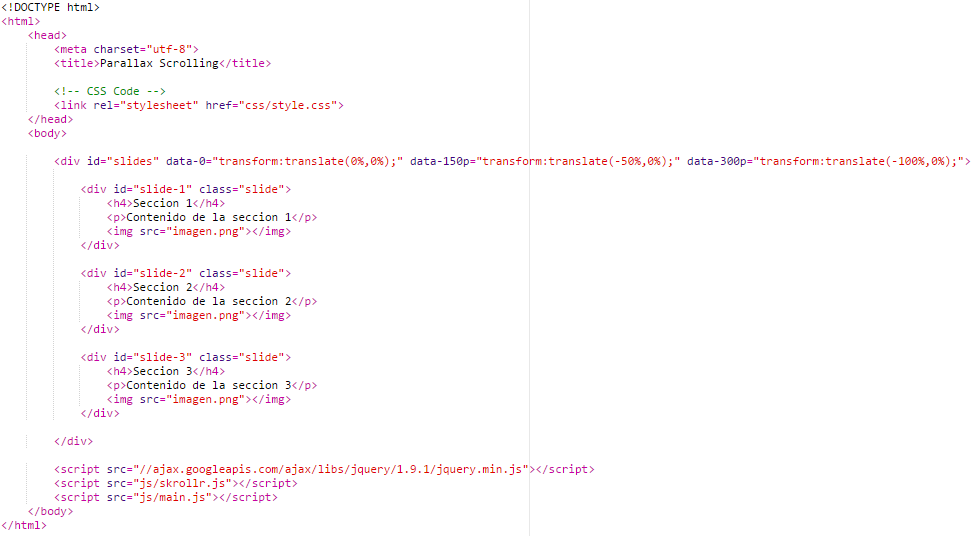 <!DOCTYPE html>
<html>
<head>
<meta charset="utf-8">
<title>Parallax Scrolling</title>
<!-- CSS Code -->
<link rel="stylesheet" href="css/style.css">
</head>
<body>
<div id="slides" data-0="transform:translate(0%,0%);" data-150p="transform:translate(-50%,0%);" data-300p="transform:translate(-100%,0%);">
<div id="slide-1" class="slide">
<h4>Seccion 1</h4>
<p>Contenido de la seccion 1</p>
<img src="imagen.png"></img>
</div>
<div id="slide-2" class="slide">
<h4>Seccion 2</h4>
<p>Contenido de la seccion 2</p>
<img src="imagen.png"></img>
</div>
<div id="slide-3" class="slide">
<h4>Seccion 3</h4>
<p>Contenido de la seccion 3</p>
<img src="imagen.png"></img>
</div>
</div>
<script src="//ajax.googleapis.com/ajax/libs/jquery/1.9.1/jquery.min.js"></script>
<script src="js/skrollr.js"></script>
<script src="js/main.js"></script>
</body>
</html>